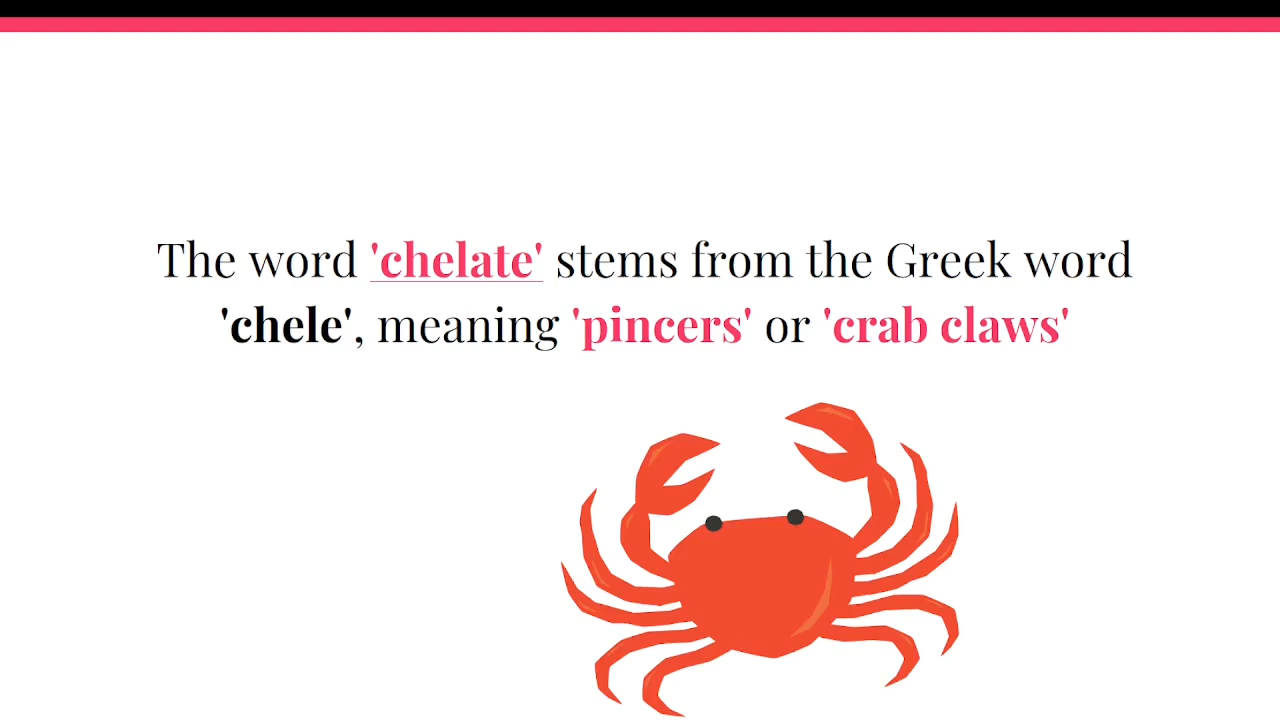 The word 'chelate' stems from the Greek word
'chele', meaning 'pincers' or 'crab claws'